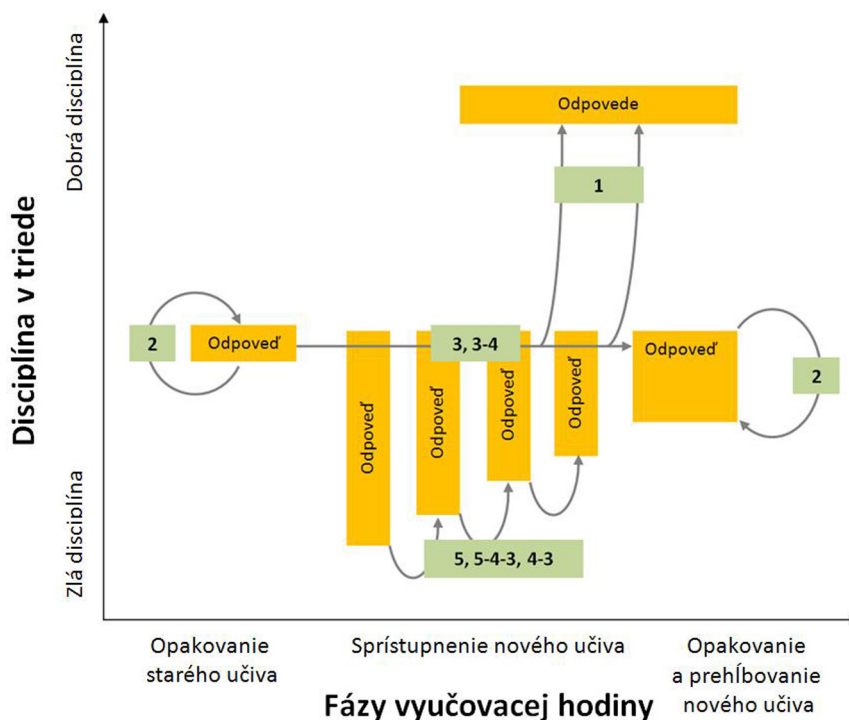 Disciplína v triede
Dobrá disciplína
Zlá disciplína
Odpovede
1
2
Odpoveď
3, 3-4
Odpoveď
Odpoveď
Odpoveď
Odpoveď
Odpoveď
2
5, 5-4-3, 4-3
Opakovanie
starého učiva
Sprístupnenie nového učiva
Opakovanie
a prehĺbovanie
nového učiva
Fázy vyučovacej hodiny